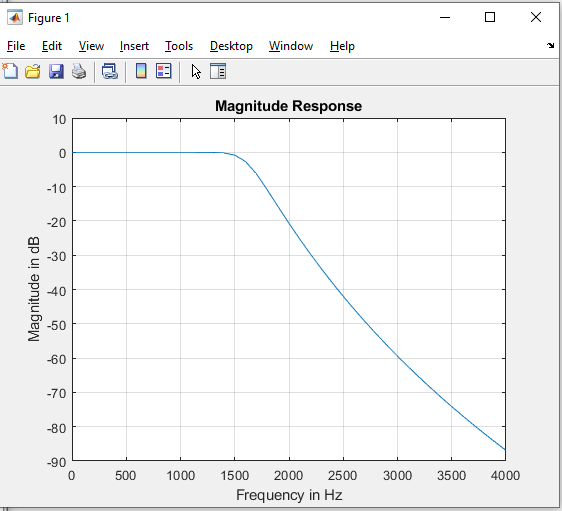 Figure 1
File Edit View Insert Tools Desktop Window Help
Magnitude Response
10
0
-10
-20
-30
-40
-50
-60
-70
-80
-90
Magnitude in dB
0 500 1000 1500 2000 2500 3000 3500 4000
Frequency in Hz